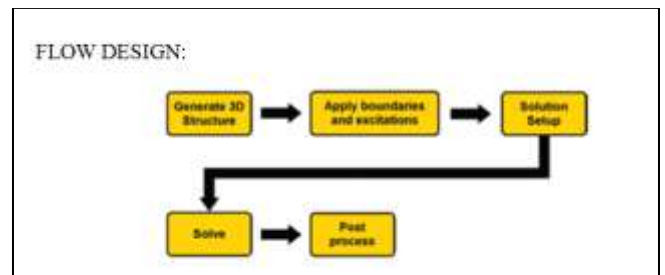 FLOW DESIGN:
Generate 3D
Structure
Apply boundaries
and excitations
Solution
Setup
Solve
Post
process